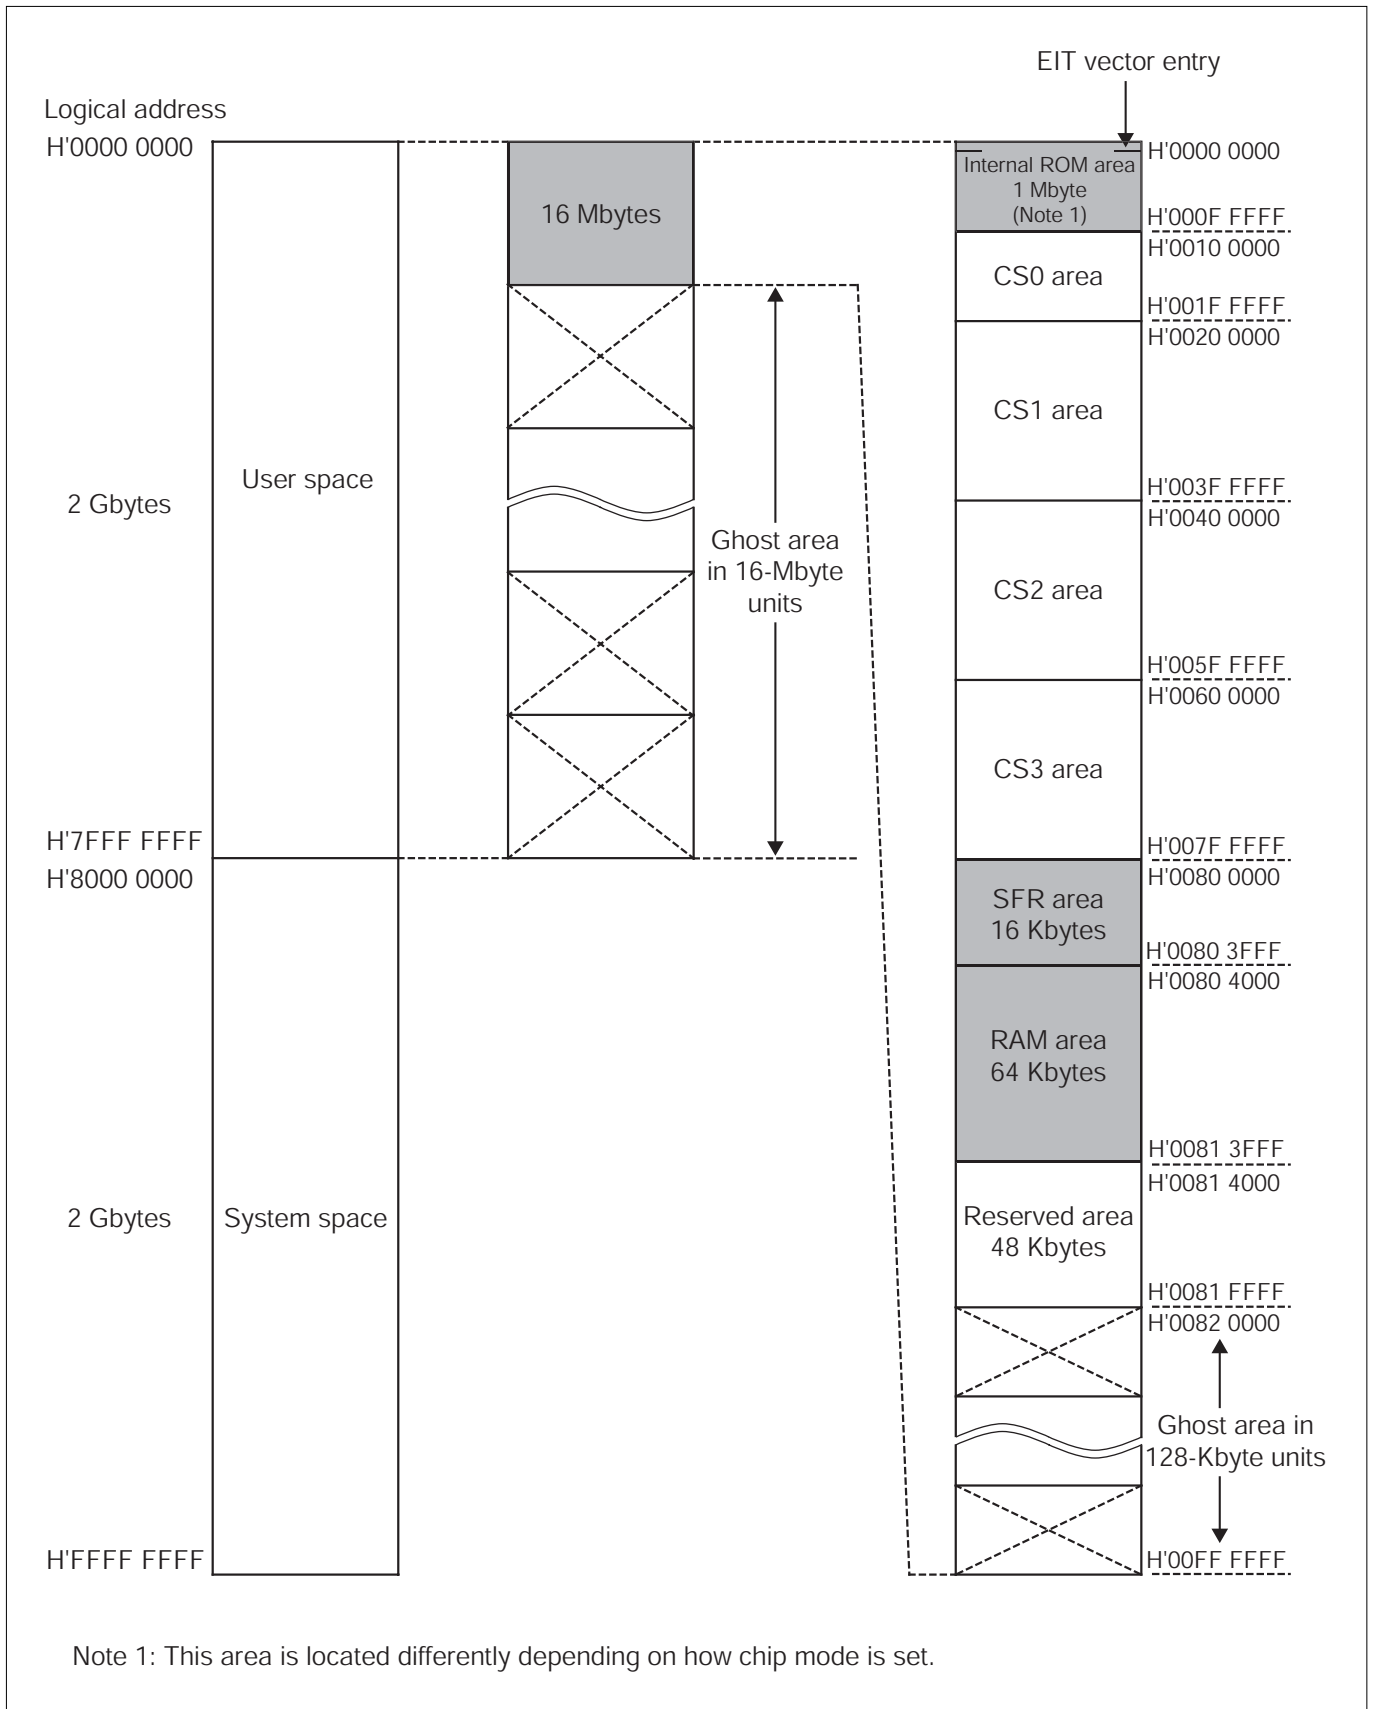 EIT vector entry
Logical address
H'0000 0000
16 Mbytes
Internal ROM area
1 Mbyte
(Note 1)
H'0000 0000
H'000F FFFF
H'0010 0000
CS0 area
H'001F FFFF
H'0020 0000
CS1 area
H'003F FFFF
H'0040 0000
User space
2 Gbytes
Ghost area
in 16-Mbyte
units
CS2 area
H'005F FFFF
H'0060 0000
CS3 area
H'007F FFFF
H'0080 0000
H'7FFF FFFF
H'8000 0000
SFR area
16 Kbytes
H'0080 3FFF
H'0080 4000
RAM area
64 Kbytes
H'0081 3FFF
H'0081 4000
2 Gbytes
System space
Reserved area
48 Kbytes
H'0081 FFFF
H'0082 0000
Ghost area in
128-Kbyte units
H'FFFF FFFF
H'00FF FFFF
Note 1: This area is located differently depending on how chip mode is set.